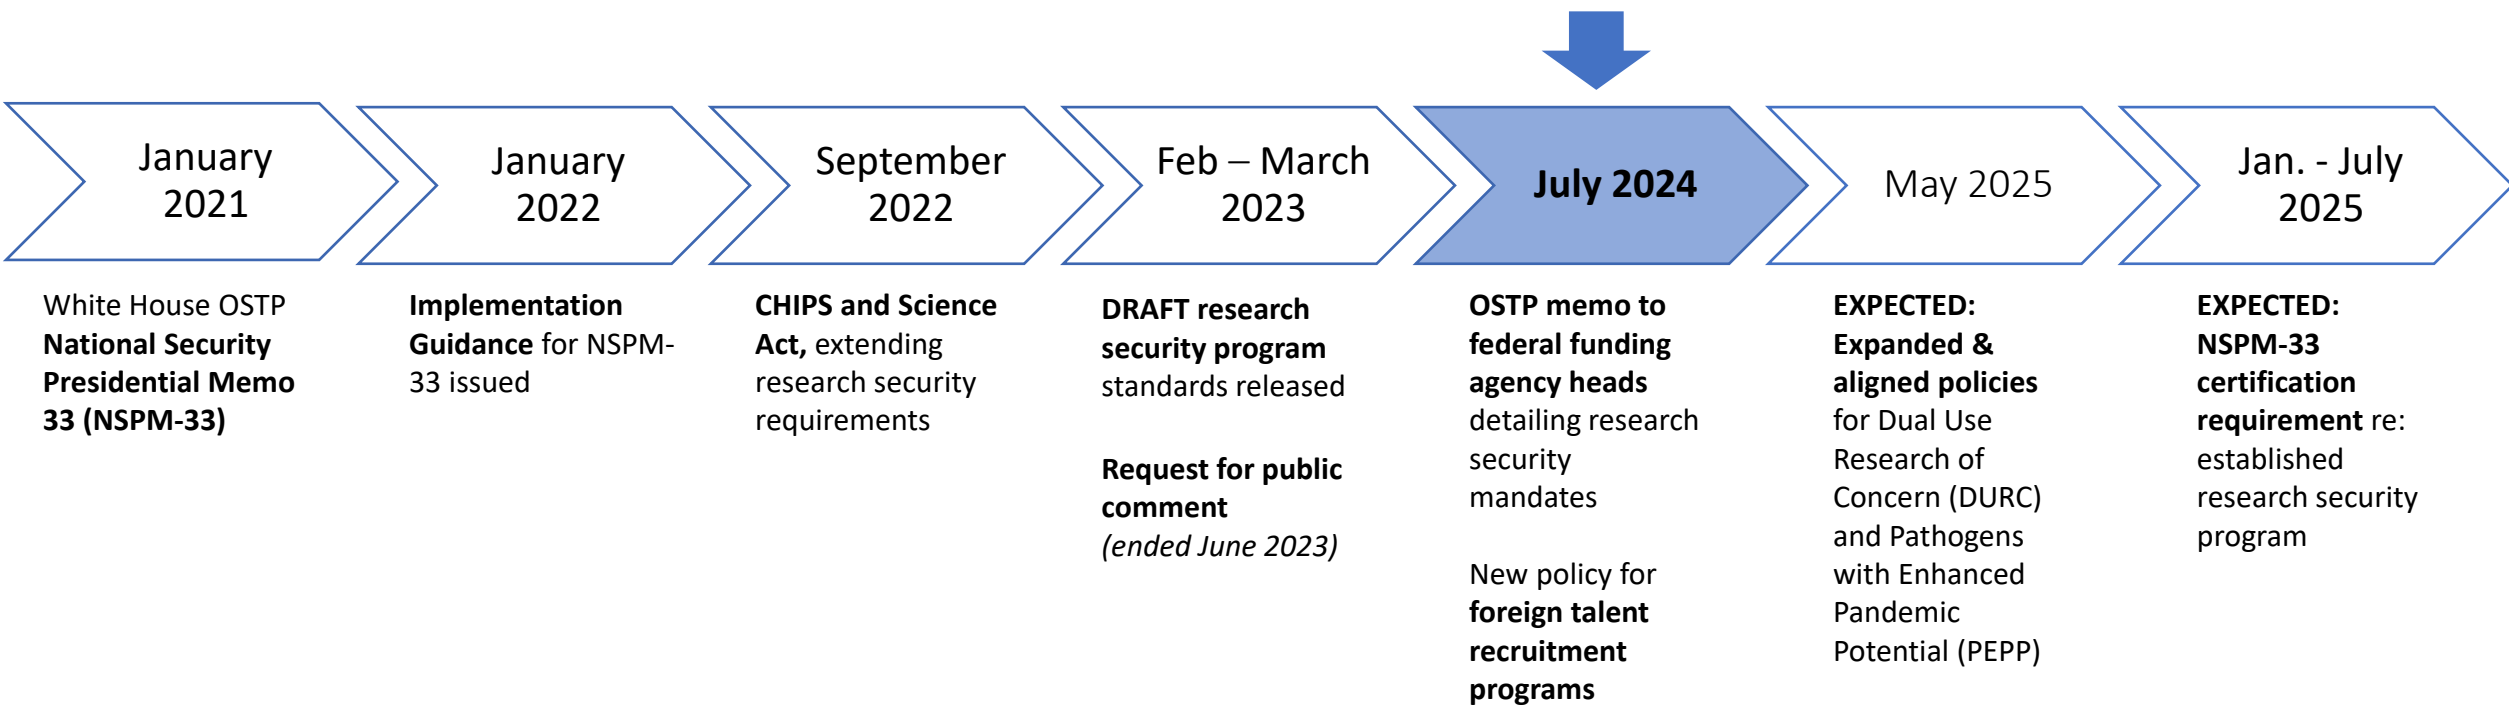 January
2021
White House OSTP
National Security
Presidential Memo
33 (NSPM-33)
January
2022
Implementation
Guidance for NSPM-
33 issued
September
2022
CHIPS and Science
Act, extending
research security
requirements
Feb – March
2023
DRAFT research
security program
standards released
Request for public
comment
(ended June 2023)
July 2024
OSTP memo to
federal funding
agency heads
detailing research
security
mandates
New policy for
foreign talent
recruitment
programs
May 2025
EXPECTED:
Expanded &
aligned policies
for Dual Use
Research of
Concern (DURC)
and Pathogens
with Enhanced
Pandemic
Potential (PEPP)
Jan. - July
2025
EXPECTED:
NSPM-33
certification
requirement re:
established
research security
program